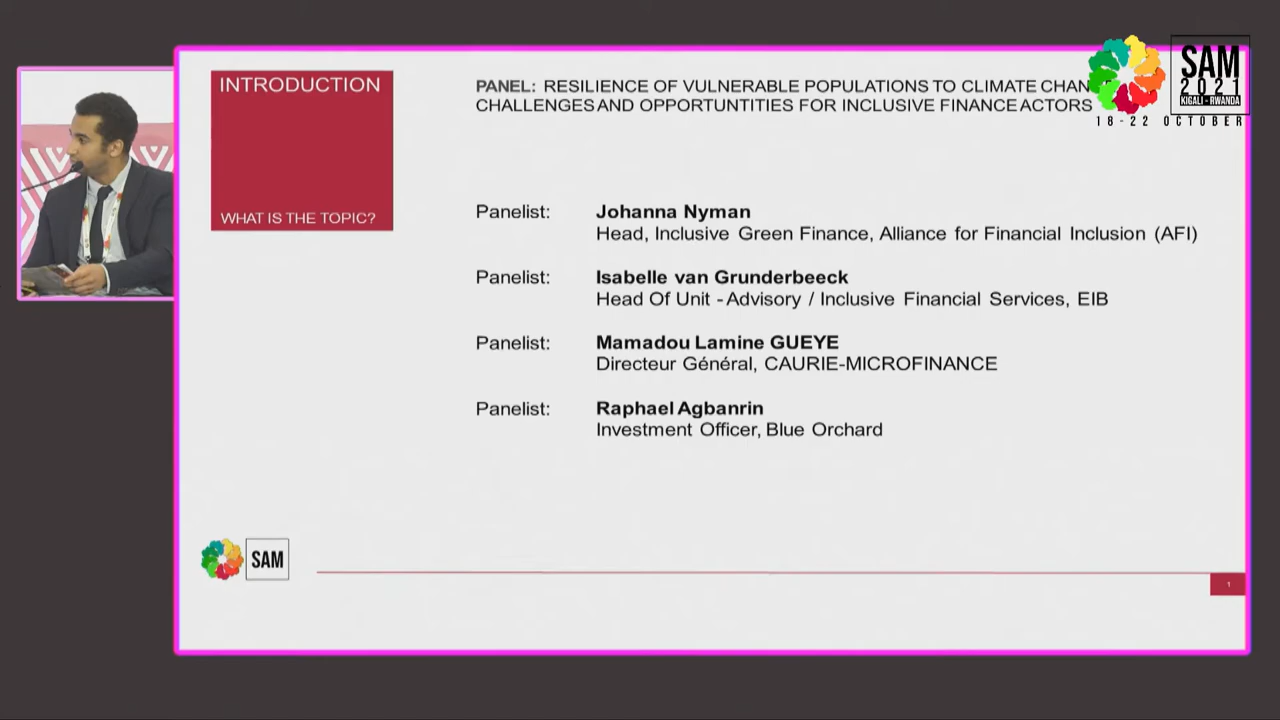 INTRODUCTION
WHAT IS THE TOPIC?
PANEL: RESILIENCE OF VULNERABLE POPULATIONS TO CLIMATE
CHALLENGES AND OPPORTUNTITIES FOR INCLUSIVE FINANCE ACTORS
SAM
2021
KIGALI - RWANDA
18-22 OCTOBER
Panelist: Johanna Nyman
Head, Inclusive Green Finance, Alliance for Financial Inclusion (AFI)
Panelist: Isabelle van Grunderbeeck
Head Of Unit - Advisory / Inclusive Financial Services, EIB
Panelist: Mamadou Lamine GUEYE
Directeur Général, CAURIE-MICROFINANCE
Panelist: Raphael Agbanrin
Investment Officer, Blue Orchard
SAM
1